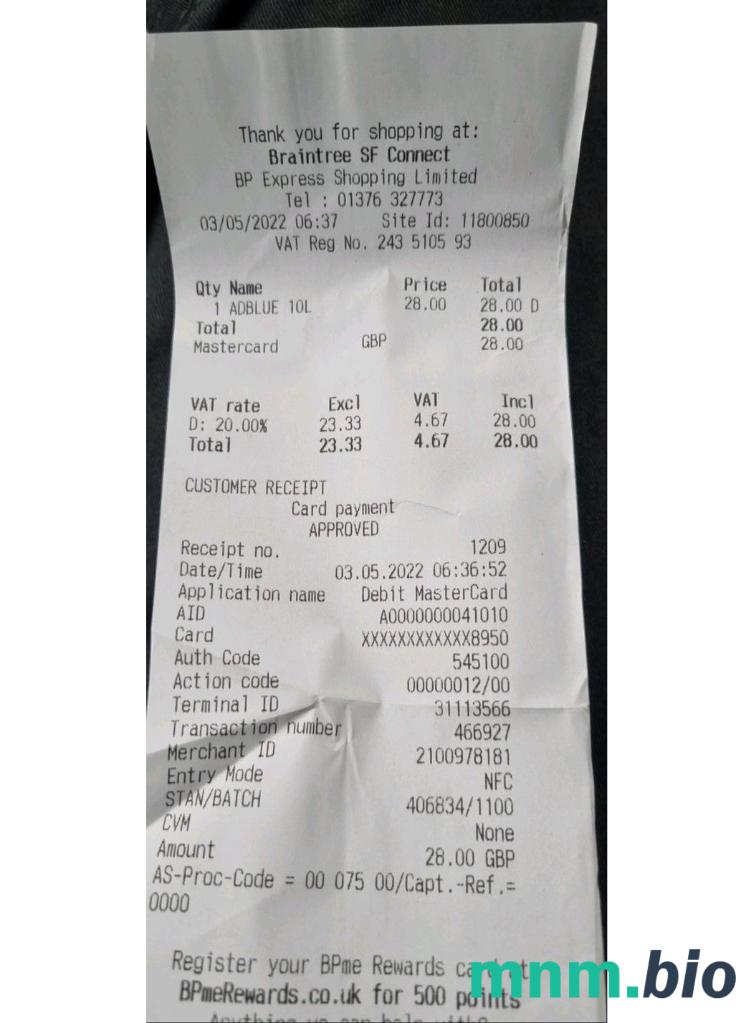 Thank you for shopping at:
Braintree SF Connect
BP Express Shopping Limited
Tel : 01376 327773
03/05/2022 06:37 Site Id: 11800850
VAT Reg No. 243 5105 93
Qty Name Price Total
1 ADBLUE 10L 28.00 28.00 D
Total 28.00
Mastercard GBP 28.00
VAT rate Excl VAT Incl
D: 20.00% 23.33 4.67 28.00
Total 23.33 4.67 28.00
CUSTOMER RECEIPT
Card payment
APPROVED
Receipt no. 1209
Date/Time 03.05.2022 06:36:52
Application name Debit MasterCard
AID A0000000041010
Card XXXXXXXXXXXX8950
Auth Code 545100
Action code 00000012/00
Terminal ID 31113566
Transaction number 466927
Merchant ID 2100978181
Entry Mode NFC
STAN/BATCH 406834/1100
CVM None
Amount 28.00 GBP
AS-Proc-Code = 00 075 00/Capt.-Ref.=
0000
Register your BPme Rewards card at
BPmeRewards.co.uk for 500 points
Anything we can help with?
mnm.bio